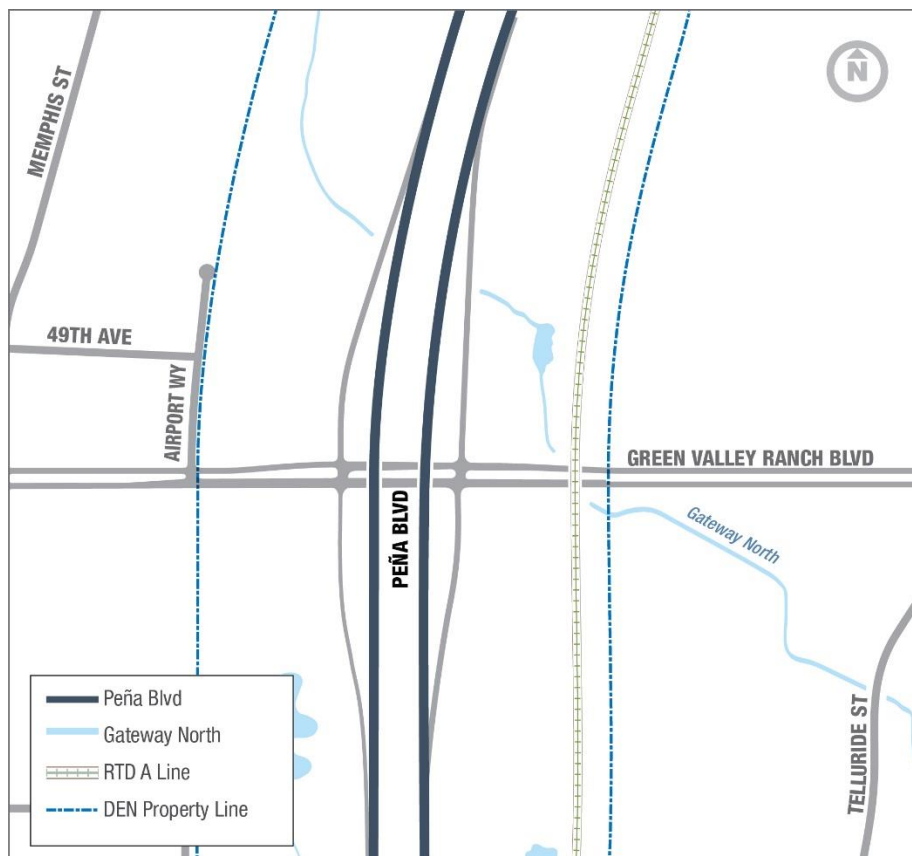 MEMPHIS ST
N
49TH AVE
AIRPORT WY
GREEN VALLEY RANCH BLVD
PEÑA BLVD
Gateway North
TELLURIDE ST
Peña Blvd
Gateway North
RTD A Line
DEN Property Line